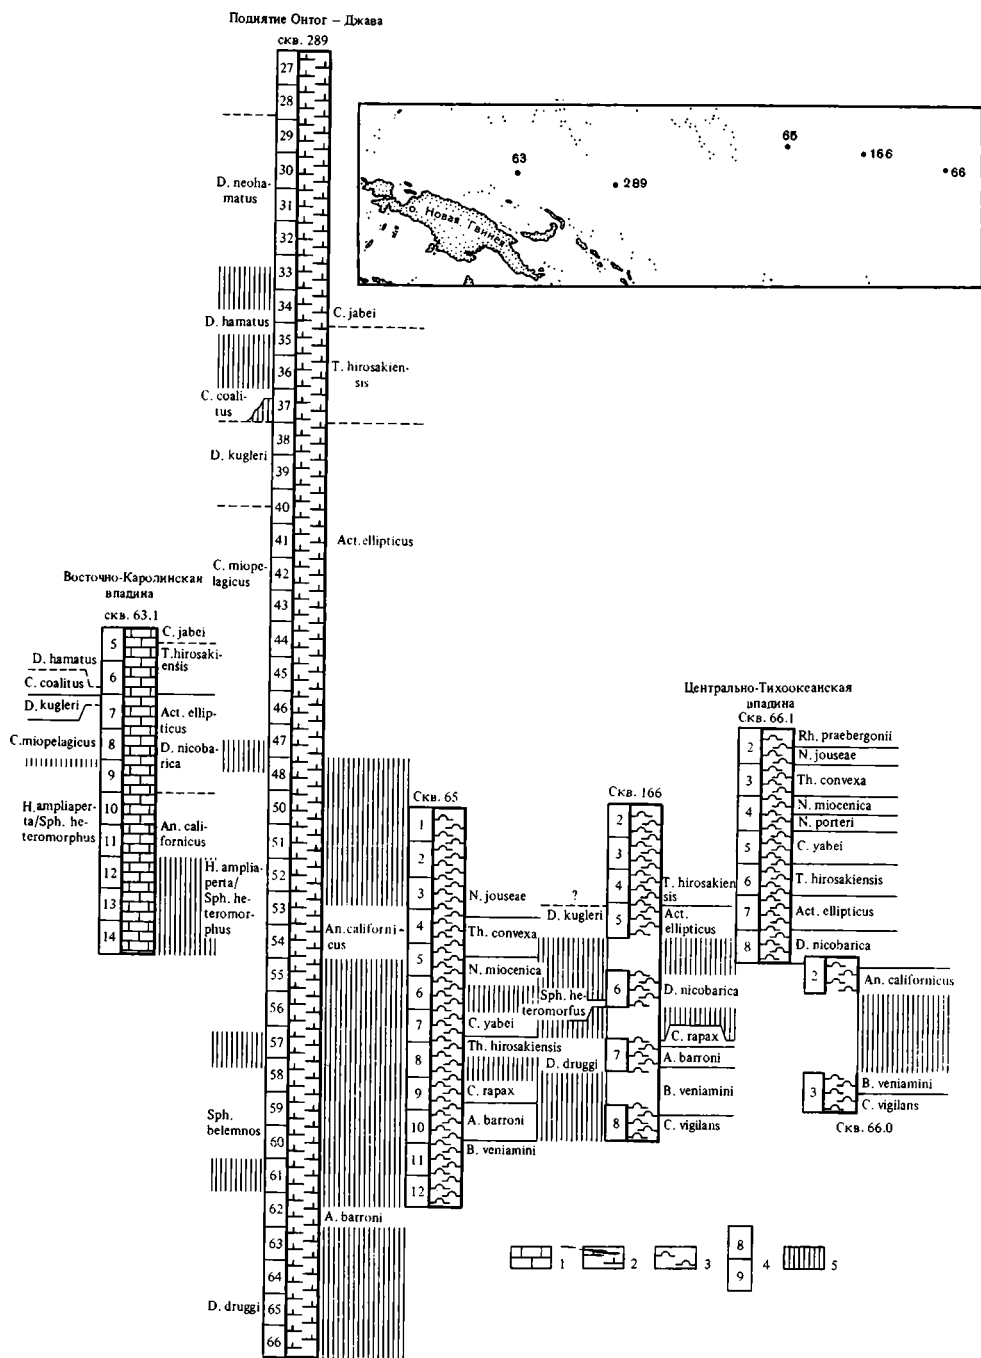 Поднятие Онтог – Джава
скв. 289
27
28
29
30
31
32
33
34
35
36
37
38
39
40
41
42
43
44
45
46
47
48
50
51
52
53
54
55
56
57
58
59
60
61
62
63
64
65
66
D. neoha-
matus
D. hamatus
C. coali-
tus
D. kugleri
C. miope-
lagicus
H. amplia-
perta/
Sph. he-
teromor-
phus
Sph.
belemnos
D. druggi
C. jabei
T. hirosakien-
sis
Act. ellipticus
An. californi-
cus
A. barroni
63
289
65
166
66
о. Новая Гвинея
Восточно-Каролинская
впадина
скв. 63.1
5
6
7
8
9
10
11
12
13
14
D. hamatus
C. coalitus
D. kugleri
C. miopelagicus
H. ampliaper-
ta/Sph. he-
teromorphus
C. jabei
T. hirosaki-
ensis
Act. ellip-
ticus
D. nicoba-
rica
An. cali-
fornicus
Скв. 65
1
2
3
4
5
6
7
8
9
10
11
12
N. jouseae
Th. convexa
N. miocenica
C. yabei
Th. hirosakiensis
C. rapax
A. barroni
B. veniamini
Скв. 166
2
3
4
5
6
7
8
?
D. kugleri
Sph. he-
teromorfus
D. druggi
T. hirosakien
sis
Act.
ellipticus
D. nicobarica
C. rapax
A. barroni
B. veniamini
C. vigilans
Центрально-Тихоокеанская
впадина
Скв. 66.1
2
3
4
5
6
7
8
Rh. praebergonii
N. jouseae
Th. convexa
N. miocenica
N. porteri
C. yabei
T. hirosakiensis
Act. ellipticus
D. nicobarica
2
3
An. californicus
B. veniamini
C. vigilans
Скв. 66.0
1
2
3
8
9
4
5